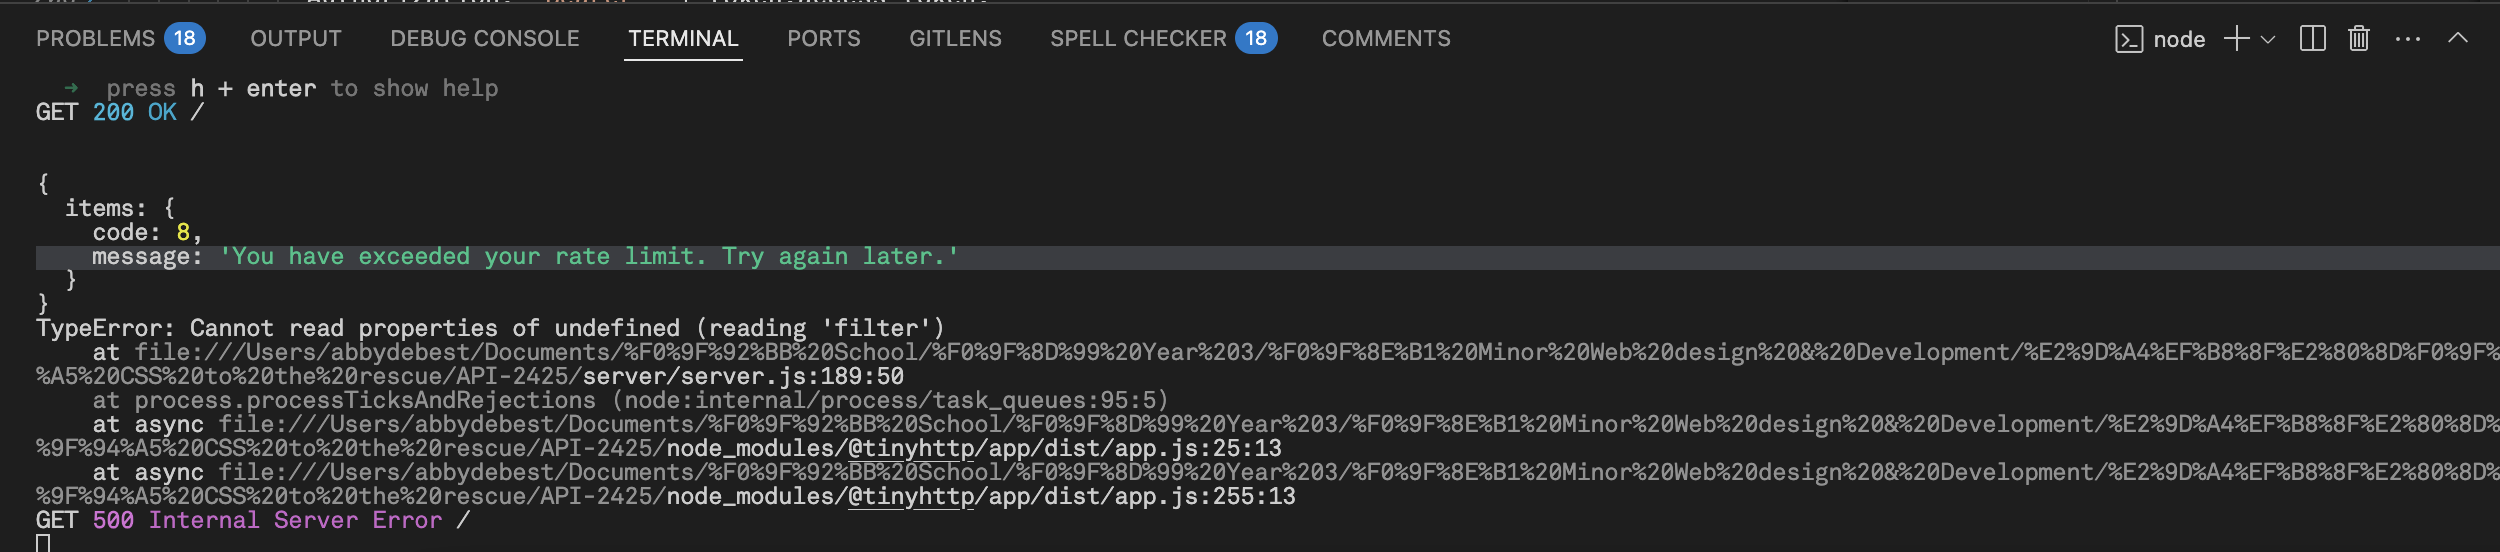 PROBLEMS 18 OUTPUT DEBUG CONSOLE TERMINAL PORTS GITLENS SPELL CHECKER 18 COMMENTS node
➜ press h + enter to show help
GET 200 OK /
{
items: {
code: 8,
message: 'You have exceeded your rate limit. Try again later.'
}
}
TypeError: Cannot read properties of undefined (reading 'filter')
at file:///Users/abbydebest/Documents/%F0%9F%92%BB%20School/%F0%9F%8D%99%20Year%203/%F0%9F%8E%B1%20Minor%20Web%20design%20&%20Development/%E2%9D%A4%EF%B8%8F%E2%80%8D%F0%9F%
%A5%20CSS%20to%20the%20rescue/API-2425/server/server.js:189:50
at process.processTicksAndRejections (node:internal/process/task_queues:95:5)
at async file:///Users/abbydebest/Documents/%F0%9F%92%BB%20School/%F0%9F%8D%99%20Year%203/%F0%9F%8E%B1%20Minor%20Web%20design%20&%20Development/%E2%9D%A4%EF%B8%8F%E2%80%8D%
%9F%94%A5%20CSS%20to%20the%20rescue/API-2425/node_modules/@tinyhttp/app/dist/app.js:25:13
at async file:///Users/abbydebest/Documents/%F0%9F%92%BB%20School/%F0%9F%8D%99%20Year%203/%F0%9F%8E%B1%20Minor%20Web%20design%20&%20Development/%E2%9D%A4%EF%B8%8F%E2%80%8D%
%9F%94%A5%20CSS%20to%20the%20rescue/API-2425/node_modules/@tinyhttp/app/dist/app.js:255:13
GET 500 Internal Server Error /